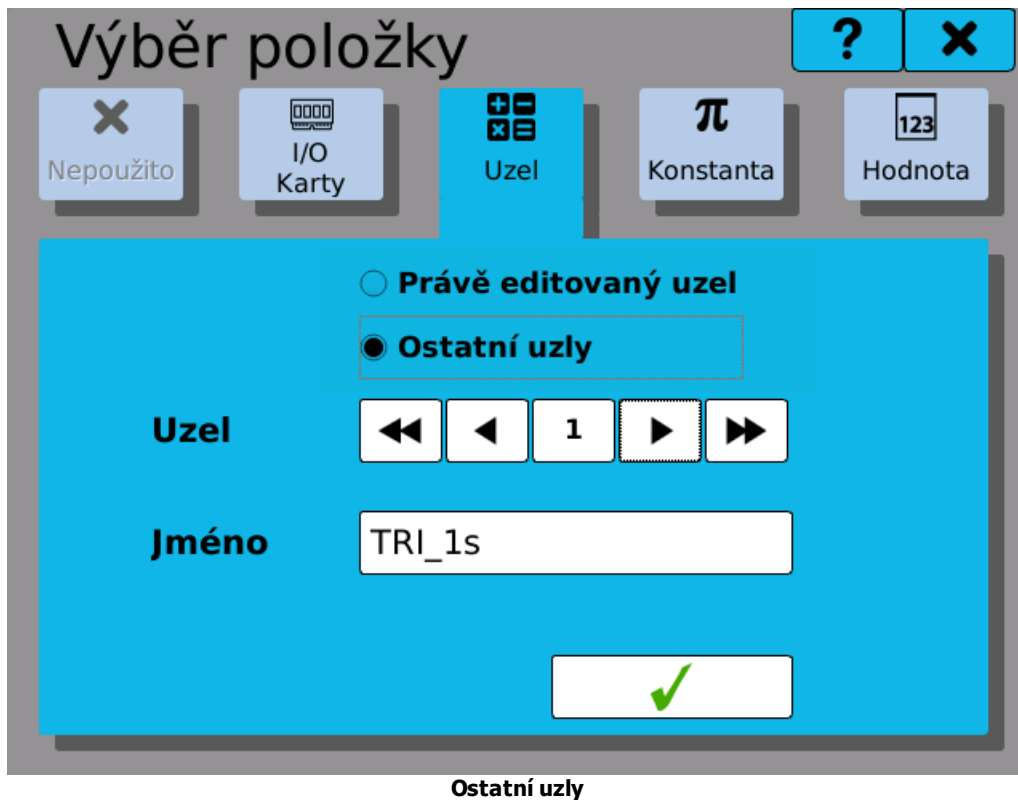 Výběr položky
?
Nepoužito
I/O
Karty
Uzel
π
Konstanta
123
Hodnota
Právě editovaný uzel
Ostatní uzly
Uzel
1
Jméno
TRI_1s
Ostatní uzly